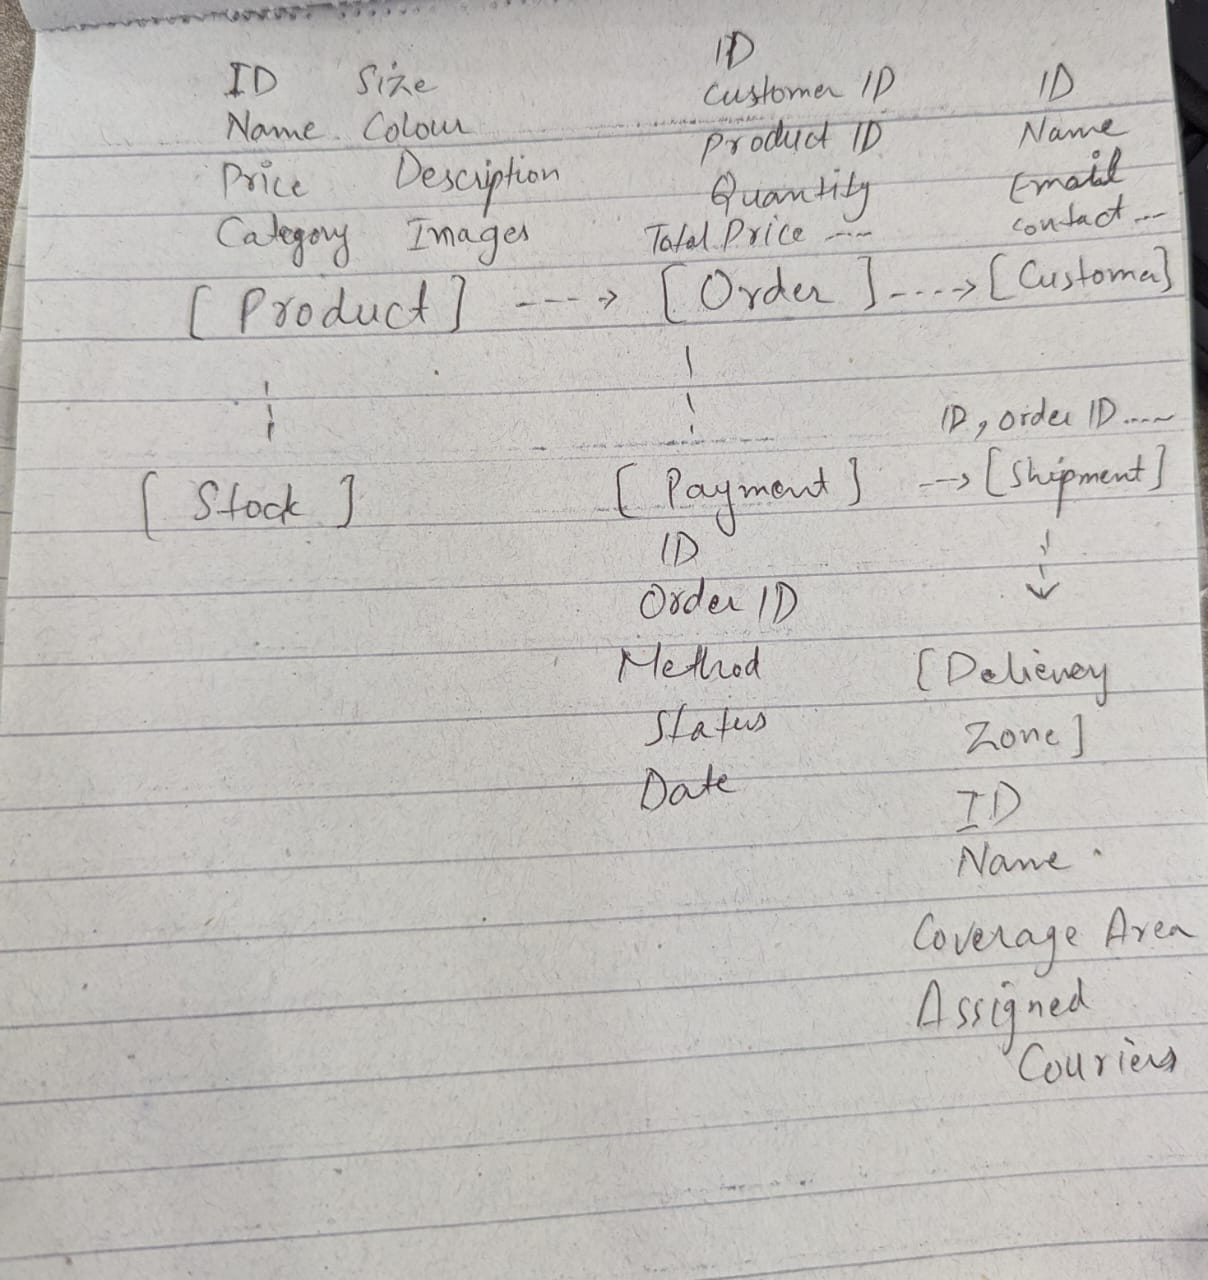 ID Size
Name Colour
Price Description
Category Images
[ Product ] ----> [ Order ] ----> [ Customer ]
ID
Customer ID
Product ID
Quantity
Total Price ----
ID
Name
Email
contact ---
[ Stock ]
[ Payment ] --> [ Shipment ]
ID, order ID ----
ID
Order ID
Method
Status
Date
[ Delievery
Zone ]
ID
Name
Coverage Area
Assigned
Couriers